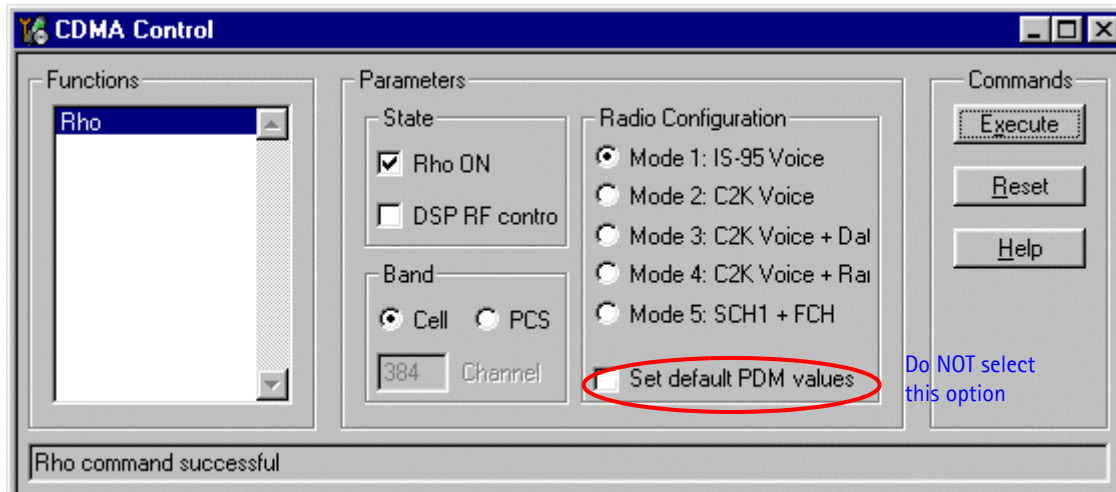 CDMA Control
Functions
Rho
Parameters
State
Rho ON
DSP RF contro
Band
Cell
PCS
384
Channel
Radio Configuration
Mode 1: IS-95 Voice
Mode 2: C2K Voice
Mode 3: C2K Voice + Dal
Mode 4: C2K Voice + Rai
Mode 5: SCH1 + FCH
Set default PDM values
Do NOT select
this option
Commands
Execute
Reset
Help
Rho command successful